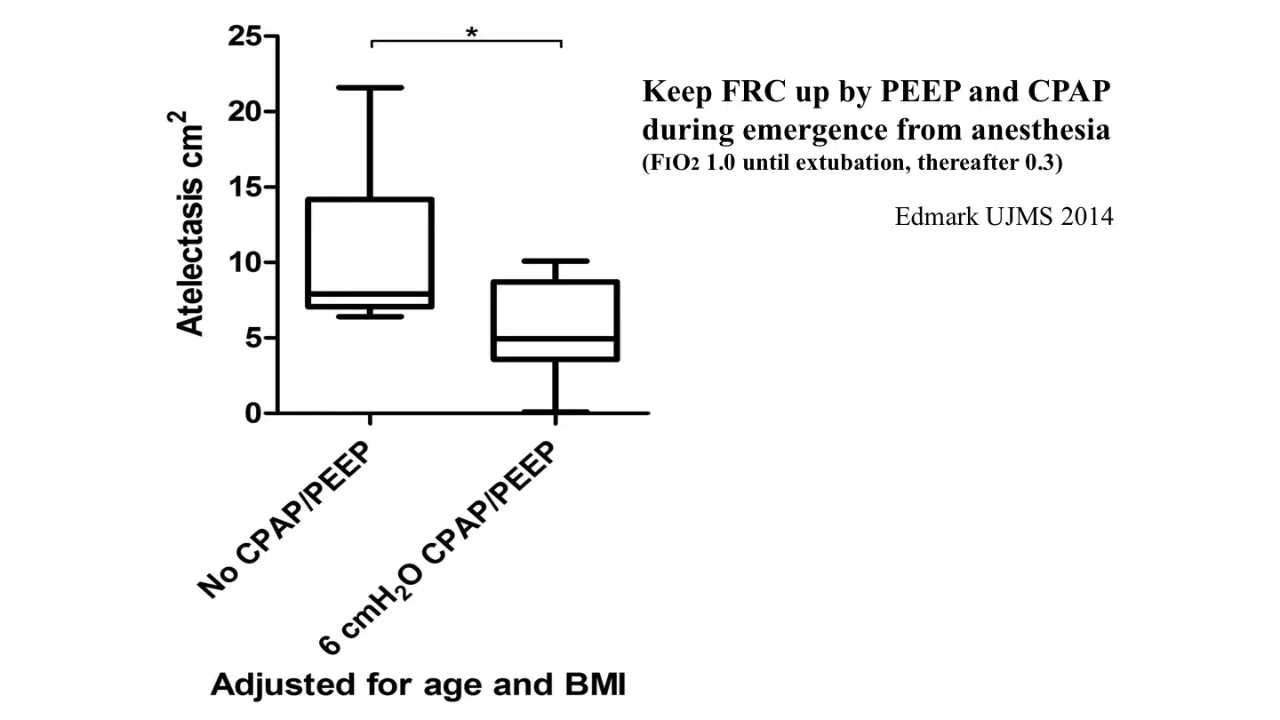 25
*
20
15
10
5
0
Atelectasis cm²
No CPAP/PEEP
6 cmH₂O CPAP/PEEP
Adjusted for age and BMI
Keep FRC up by PEEP and CPAP
during emergence from anesthesia
(FIO2 1.0 until extubation, thereafter 0.3)
Edmark UJMS 2014